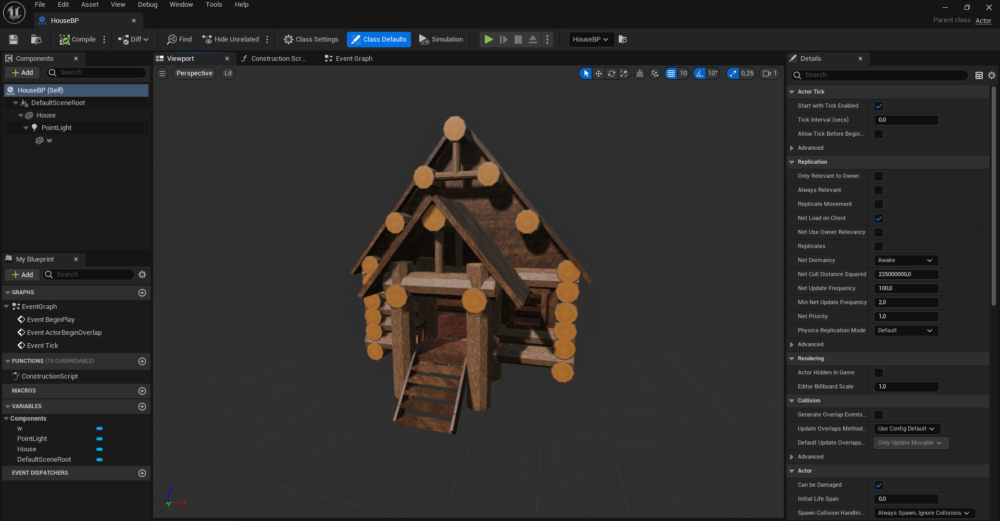 File Edit Asset View Debug Window Tools Help
HouseBP
Parent class: Actor
Compile Diff Find Hide Unrelated Class Settings Class Defaults Simulation HouseBP
Components
Add Search
HouseBP (Self)
DefaultSceneRoot
House
PointLight
w
My Blueprint
Add Search
GRAPHS
EventGraph
Event BeginPlay
Event ActorBeginOverlap
Event Tick
FUNCTIONS (19 OVERRIDABLE)
ConstructionScript
MACROS
VARIABLES
Components
w
PointLight
House
DefaultSceneRoot
EVENT DISPATCHERS
Viewport Construction Scr... Event Graph
Perspective Lit 10 10° 0,25 1
Z
X
Y
Details
Search
Actor Tick
Start with Tick Enabled
Tick Interval (secs) 0,0
Allow Tick Before Begin...
Advanced
Replication
Only Relevant to Owner
Always Relevant
Replicate Movement
Net Load on Client
Net Use Owner Relevancy
Replicates
Net Dormancy Awake
Net Cull Distance Squared 225000000,0
Net Update Frequency 100,0
Min Net Update Frequency 2,0
Net Priority 1,0
Physics Replication Mode Default
Advanced
Rendering
Actor Hidden In Game
Editor Billboard Scale 1,0
Collision
Generate Overlap Events...
Update Overlaps Method... Use Config Default
Default Update Overlaps... Only Update Movable
Advanced
Actor
Can be Damaged
Initial Life Span 0,0
Spawn Collision Handlin... Always Spawn, Ignore Collisions